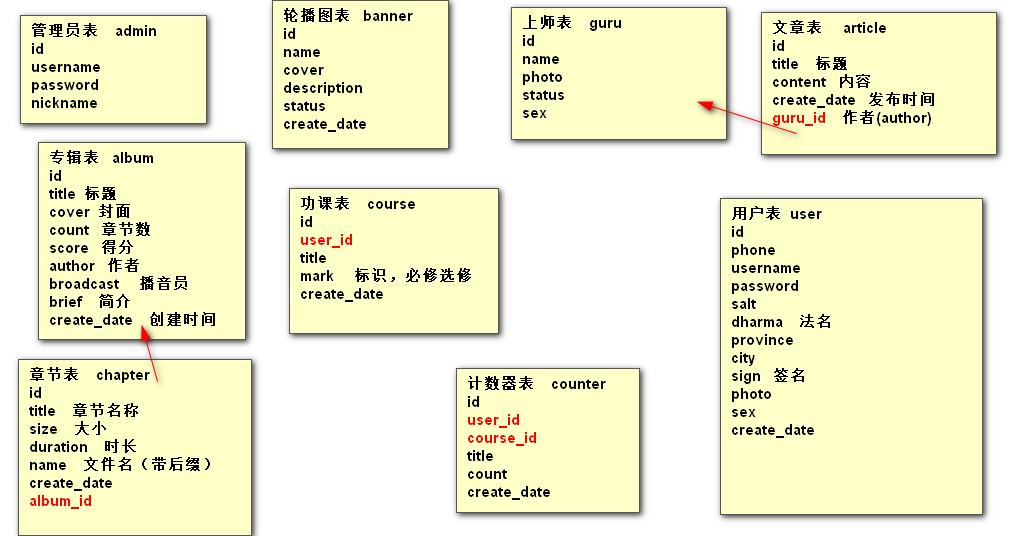 管理员表 admin
id
username
password
nickname
轮播图表 banner
id
name
cover
description
status
create_date
上师表 guru
id
name
photo
status
sex
文章表 article
id
title 标题
content 内容
create_date 发布时间
guru_id 作者(author)
专辑表 album
id
title 标题
cover 封面
count 章节数
score 得分
author 作者
broadcast 播音员
brief 简介
create_date 创建时间
功课表 course
id
user_id
title
mark 标识，必修选修
create_date
用户表 user
id
phone
username
password
salt
dharma 法名
province
city
sign 签名
photo
sex
create_date
章节表 chapter
id
title 章节名称
size 大小
duration 时长
name 文件名（带后缀）
create_date
album_id
计数器表 counter
id
user_id
course_id
title
count
create_date